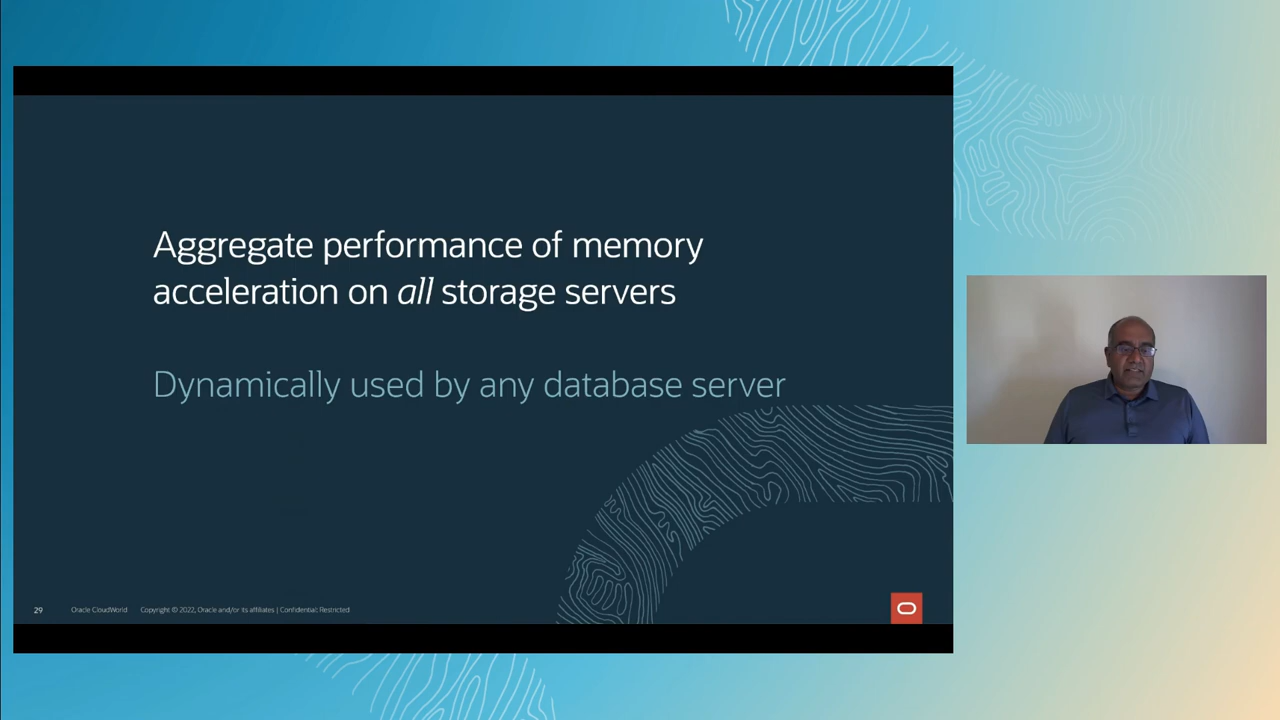 Aggregate performance of memory
acceleration on all storage servers
Dynamically used by any database server
29 Oracle CloudWorld Copyright © 2022, Oracle and/or its affiliates | Confidential: Restricted